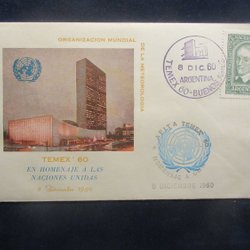 ORGANIZACION MUNDIAL
DE LA METEOROLOGIA
TEMEX' 60
EN HOMENAJE A LAS
NACIONES UNIDAS
8 Diciembre 1960
8 DIC. 60
ARGENTINA
TEMEX 60-BUENOS
TEMEX' 60
8 DICIEMBRE 1960